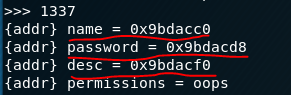 >>> 1337
{addr} name = 0x9bdacc0
{addr} password = 0x9bdacd8
{addr} desc = 0x9bdacf0
{addr} permissions = oops